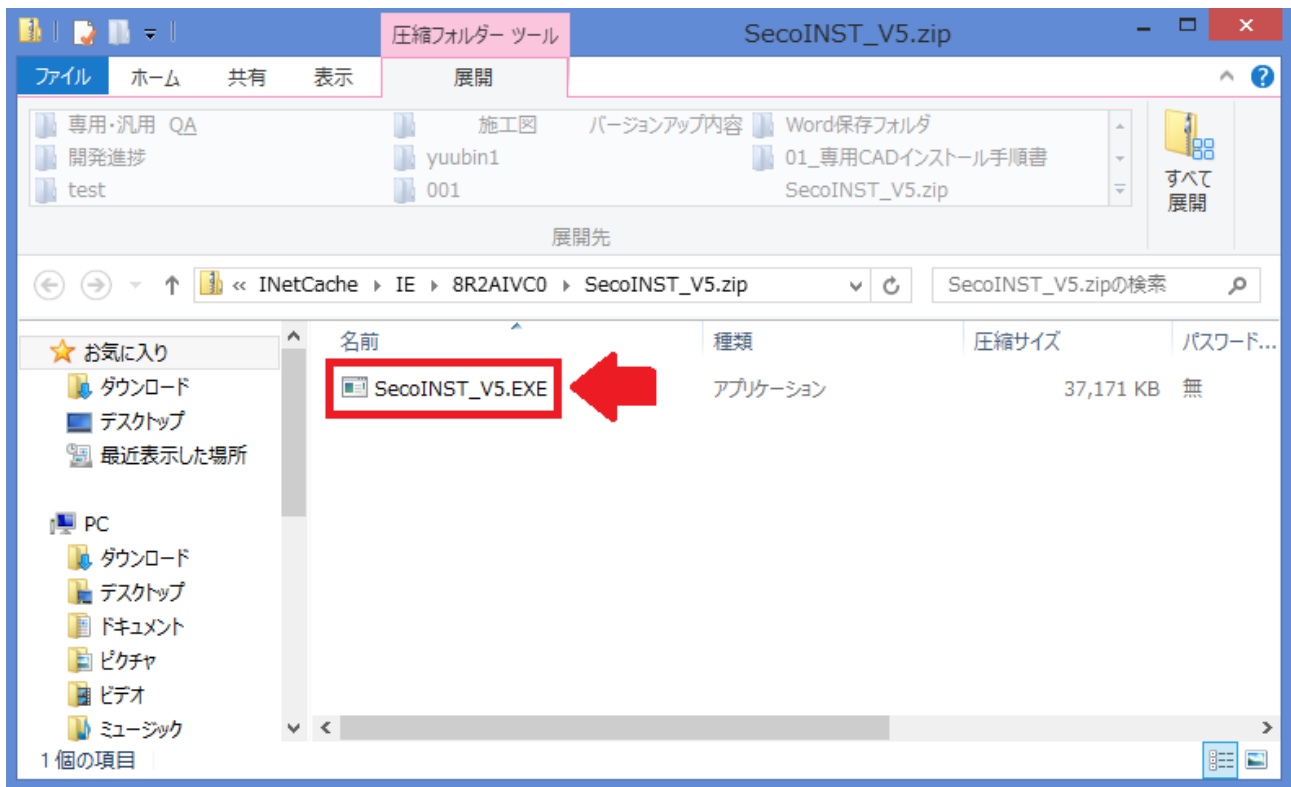 圧縮フォルダー ツール
SecoINST_V5.zip
ファイル ホーム 共有 表示 展開
専用・汎用 QA 施工図 バージョンアップ内容 Word保存フォルダ
開発進捗 yuubin1 01_専用CADインストール手順書
test 001 SecoINST_V5.zip
すべて
展開
展開先
« INetCache IE 8R2AIVC0 SecoINST_V5.zip
SecoINST_V5.zipの検索
名前 種類 圧縮サイズ パスワード...
SecoINST_V5.EXE アプリケーション 37,171 KB 無
お気に入り
ダウンロード
デスクトップ
最近表示した場所
PC
ダウンロード
デスクトップ
ドキュメント
ピクチャ
ビデオ
ミュージック
1 個の項目